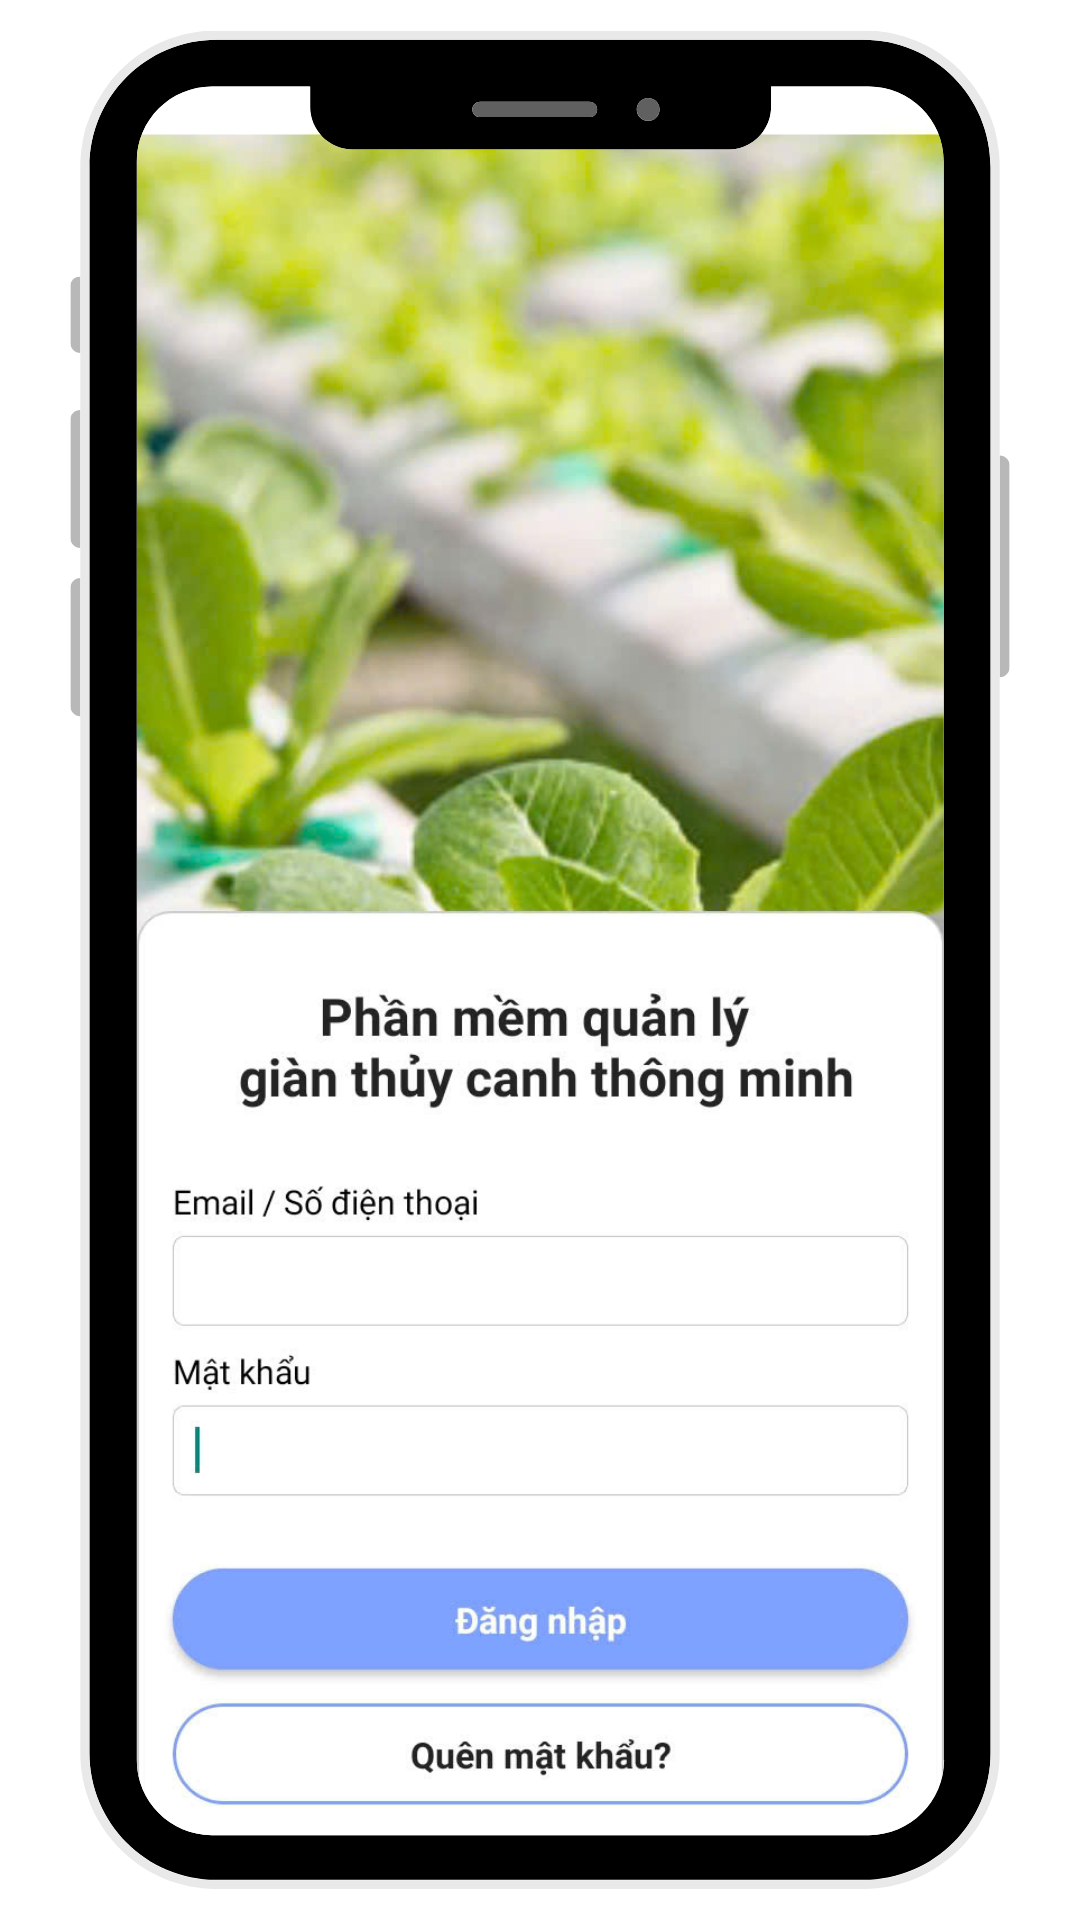 Phần mềm quản lý
giàn thủy canh thông minh
Email / Số điện thoại
Mật khẩu
Đăng nhập
Quên mật khẩu?